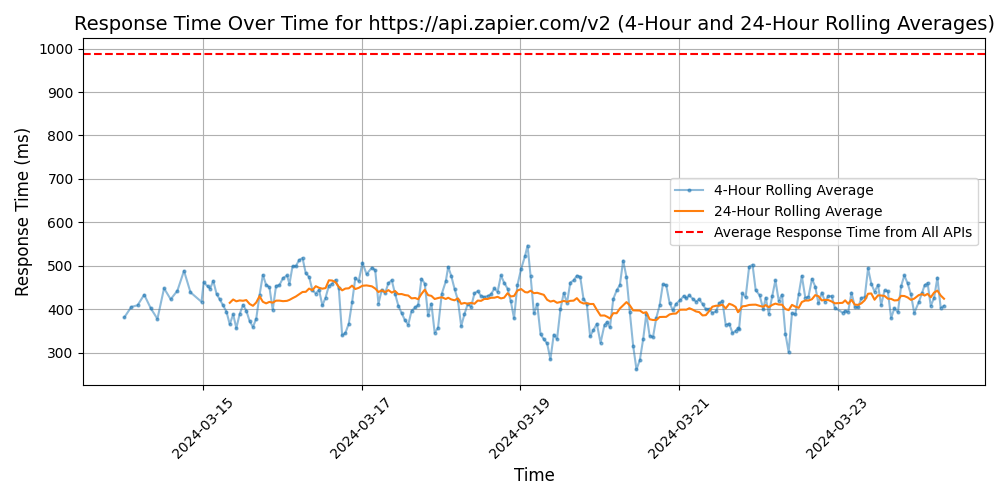 Response Time Over Time for https://api.zapier.com/v2 (4-Hour and 24-Hour Rolling Averages)
Response Time (ms)
1000
900
800
700
600
500
400
300
4-Hour Rolling Average
24-Hour Rolling Average
Average Response Time from All APIs
2024-03-15
2024-03-17
2024-03-19
2024-03-21
2024-03-23
Time